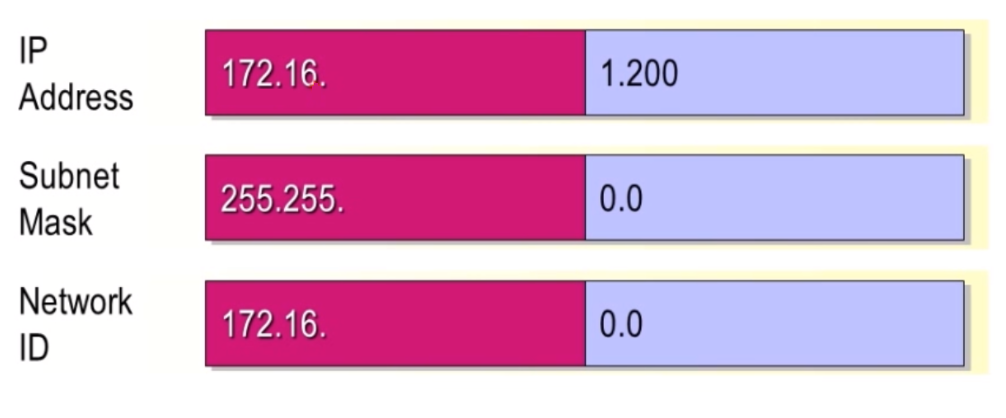 IP
Address
172.16. 1.200
Subnet
Mask
255.255. 0.0
Network
ID
172.16. 0.0